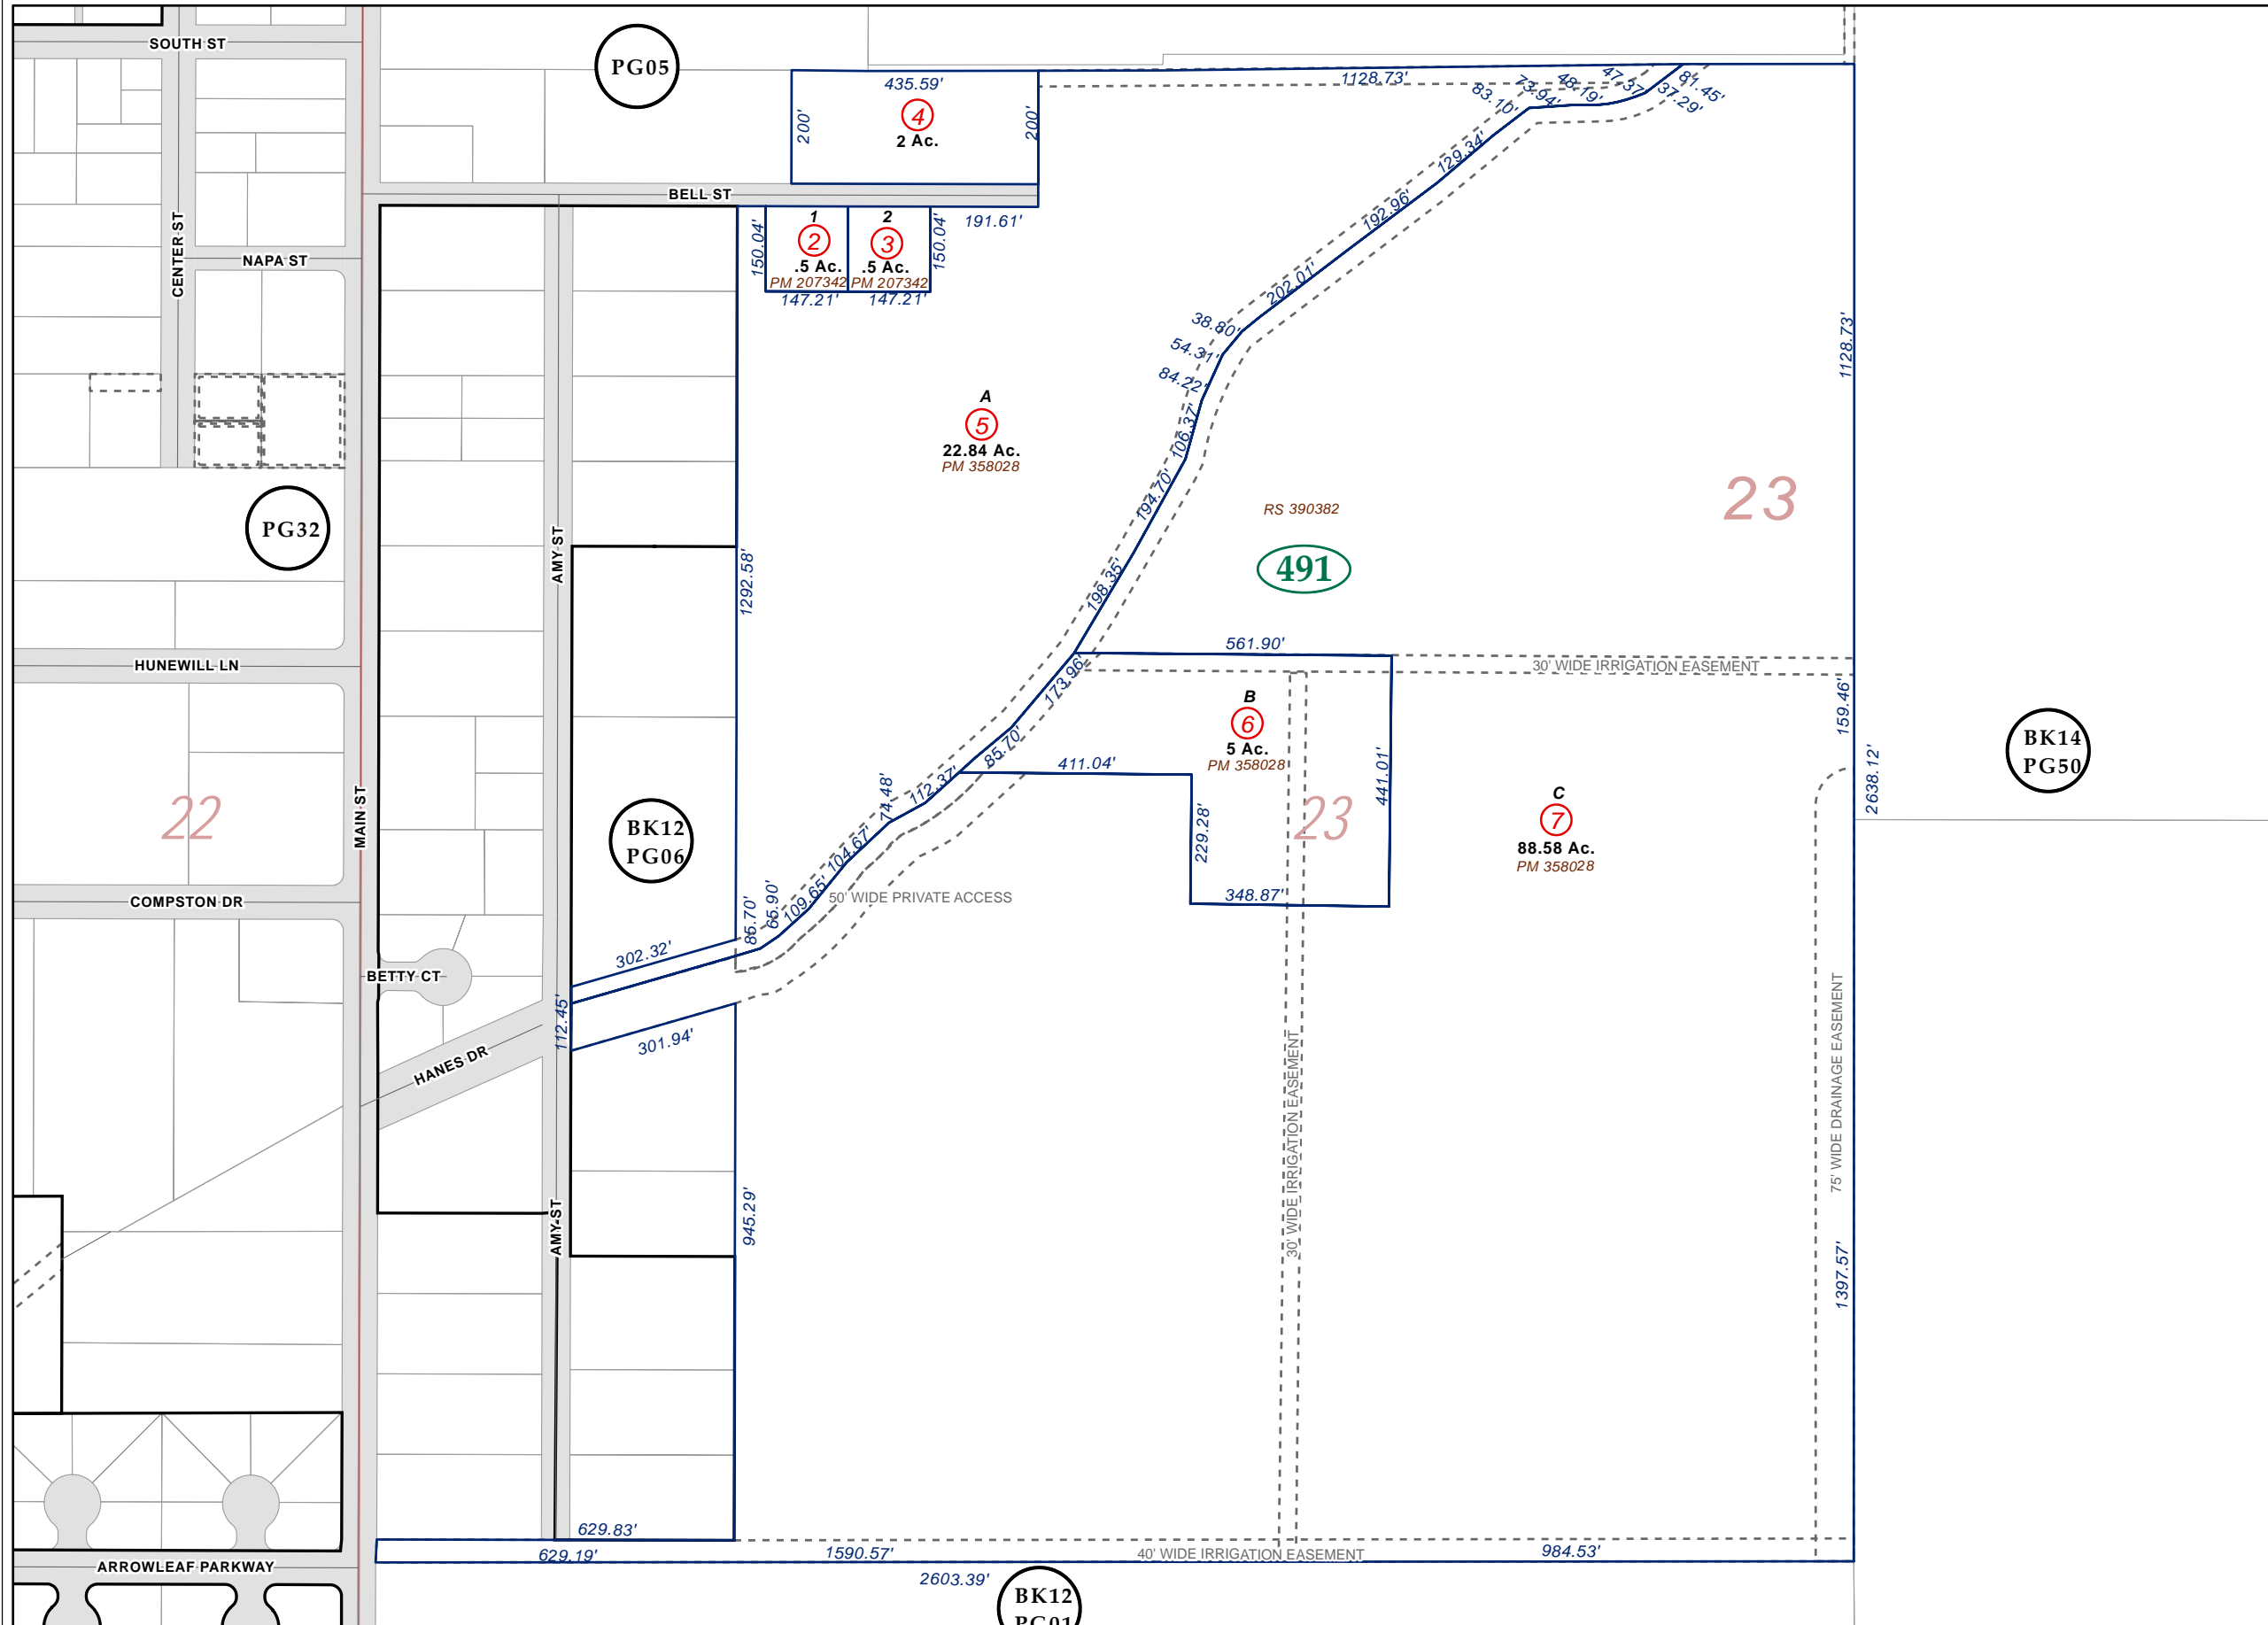 SOUTH ST
PG05
435.59'
1128.73'
83.10'
73.94'
48.19'
47.37'
37.29'
81.45'
200'
4
2 Ac.
200'
129.34'
BELL ST
192.96'
191.61'
CENTER ST
NAPA ST
150.04'
1
2
.5 Ac.
PM 207342
147.21'
2
3
.5 Ac.
PM 207342
147.21'
150.04'
202.01'
38.80'
54.31'
84.22'
106.37'
1128.73'
A
5
22.84 Ac.
PM 358028
194.70'
RS 390382
23
PG32
AMY ST
1292.58'
198.35'
491
HUNEWILL LN
561.90'
30' WIDE IRRIGATION EASEMENT
173.96'
159.46'
B
6
5 Ac.
PM 358028
85.70'
411.04'
441.01'
BK14
PG50
2638.12'
22
MAIN ST
BK12
PG06
74.48'
112.37'
104.67'
229.28'
23
C
7
88.58 Ac.
PM 358028
COMPSTON DR
85.70'
65.90'
109.65'
50' WIDE PRIVATE ACCESS
348.87'
302.32'
BETTY CT
112.45'
301.94'
HANES DR
30' WIDE IRRIGATION EASEMENT
75' WIDE DRAINAGE EASEMENT
AMY ST
945.29'
1397.57'
629.83'
629.19'
1590.57'
40' WIDE IRRIGATION EASEMENT
984.53'
ARROWLEAF PARKWAY
2603.39'
BK12
PG01